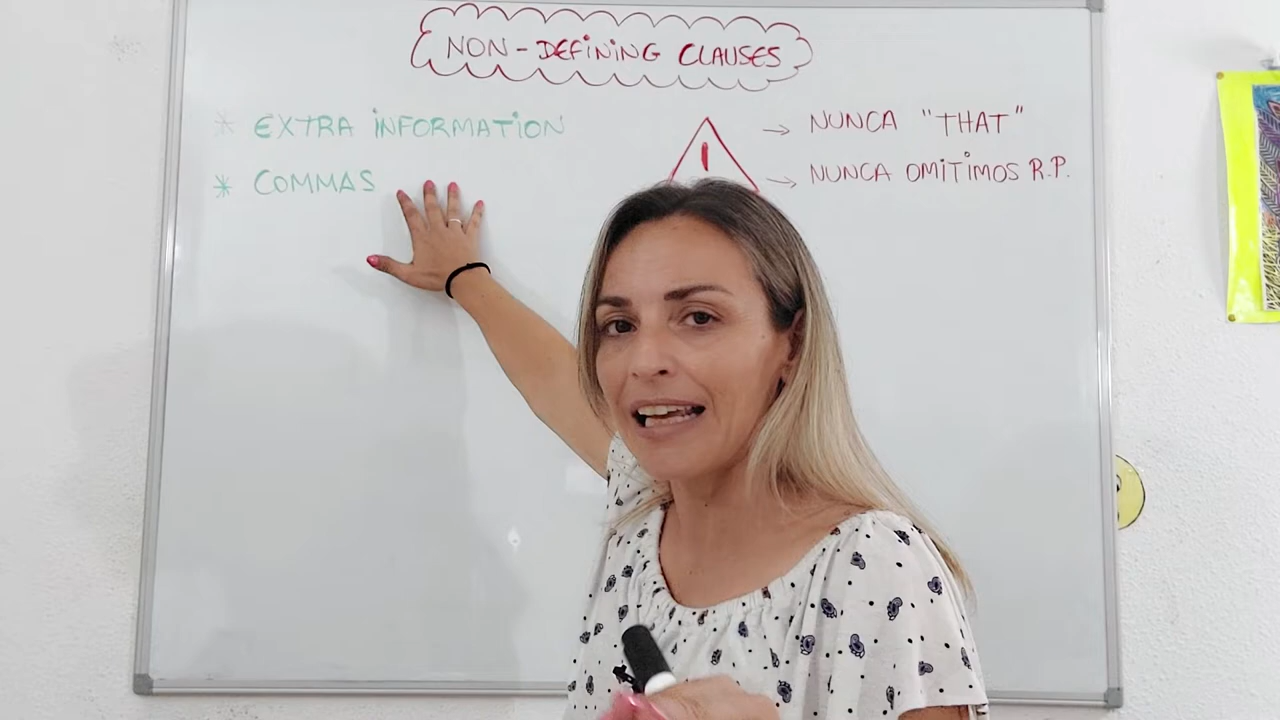 NON-DEFINING CLAUSES
* EXTRA INFORMATION
* COMMAS
! → NUNCA "THAT"
→ NUNCA OMITIMOS R.P.